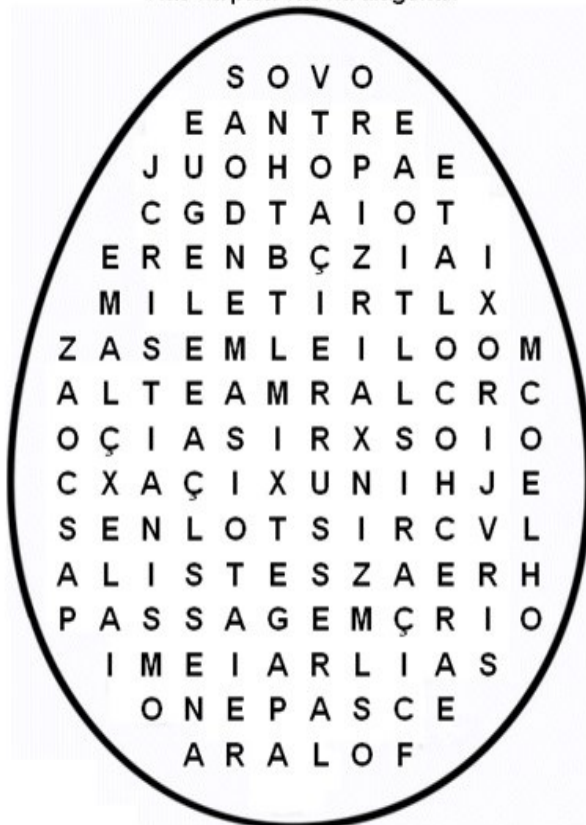 S O V O
E A N T R E
J U O H O P A E
C G D T A I O T
E R E N B Ç Z I A I
M I L E T I R T L X
Z A S E M L E I L O O M
A L T E A M R A L C R C
O Ç I A S I R X S O I O
C X A Ç I X U N I H J E
S E N L O T S I R C V L
A L I S T E S Z A E R H
P A S S A G E M Ç R I O
I M E I A R L I A S
O N E P A S C E
A R A L O F